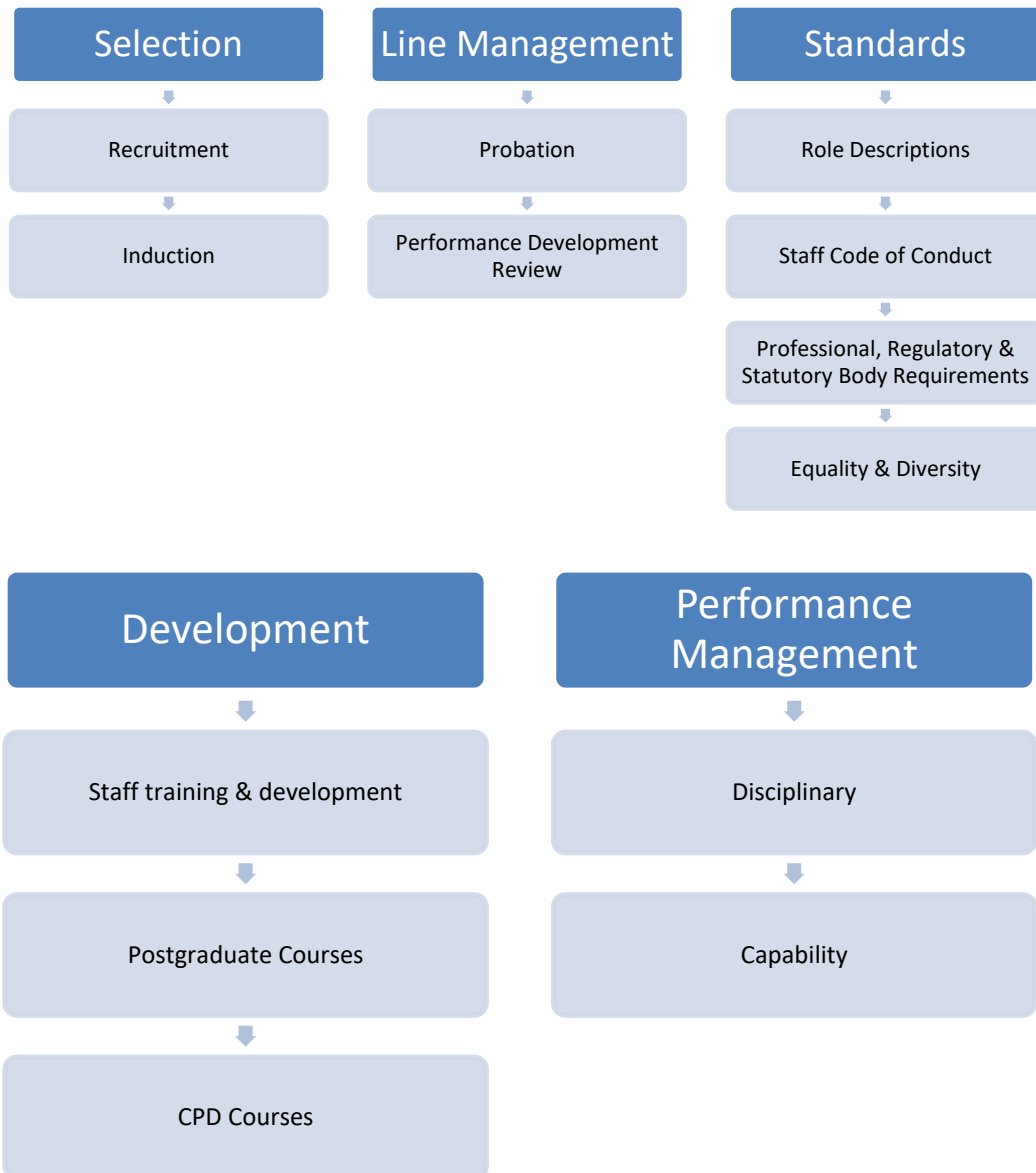 Selection
Recruitment
Induction
Line Management
Probation
Performance Development
Review
Standards
Role Descriptions
Staff Code of Conduct
Professional, Regulatory &
Statutory Body Requirements
Equality & Diversity
Development
Staff training & development
Postgraduate Courses
CPD Courses
Performance
Management
Disciplinary
Capability